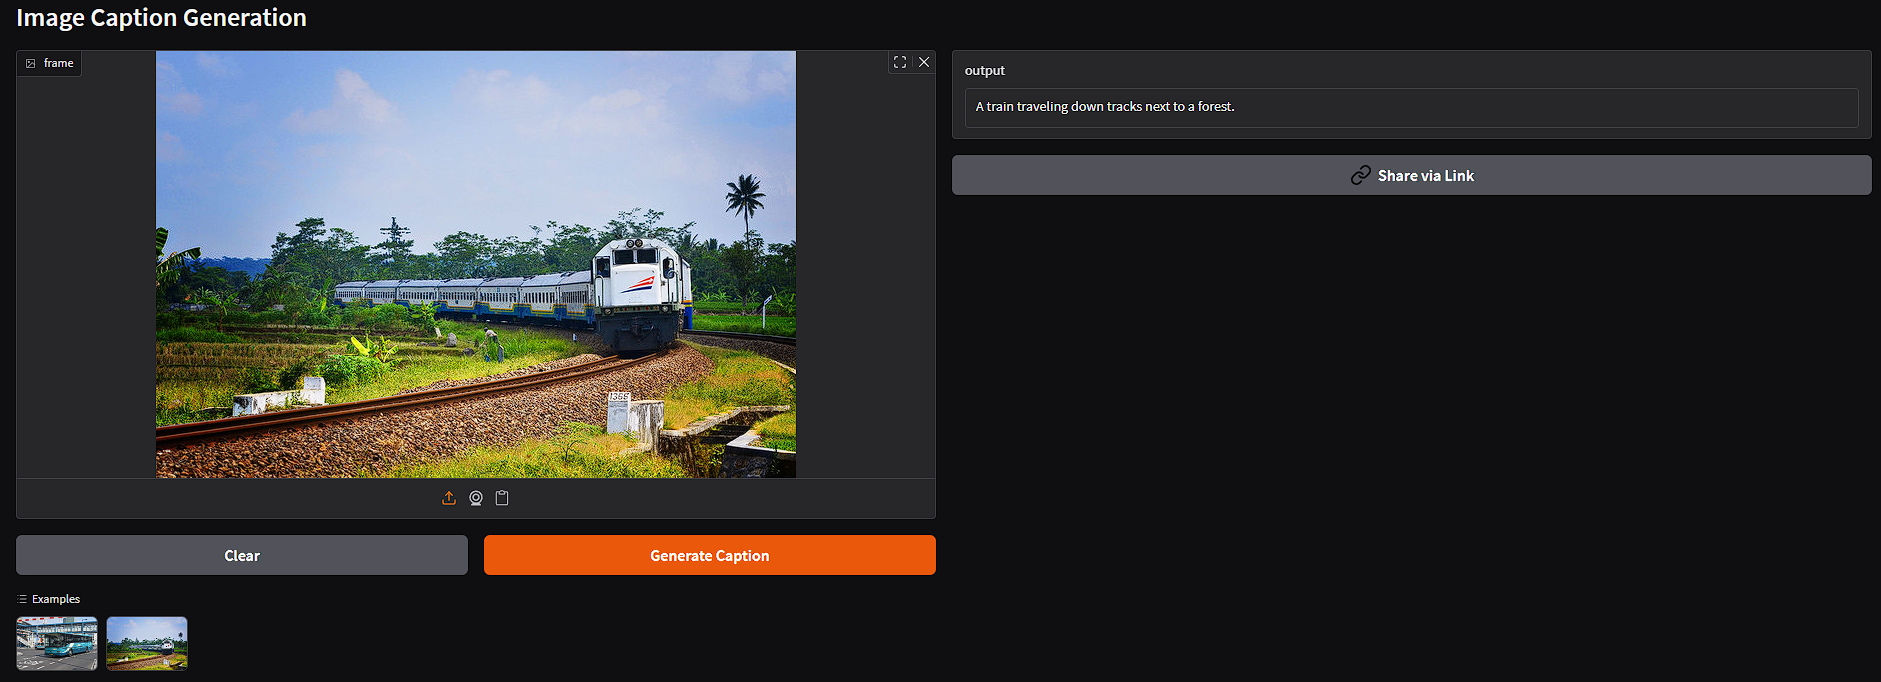 Image Caption Generation
frame
output
A train traveling down tracks next to a forest.
Share via Link
1355
Clear
Generate Caption
Examples